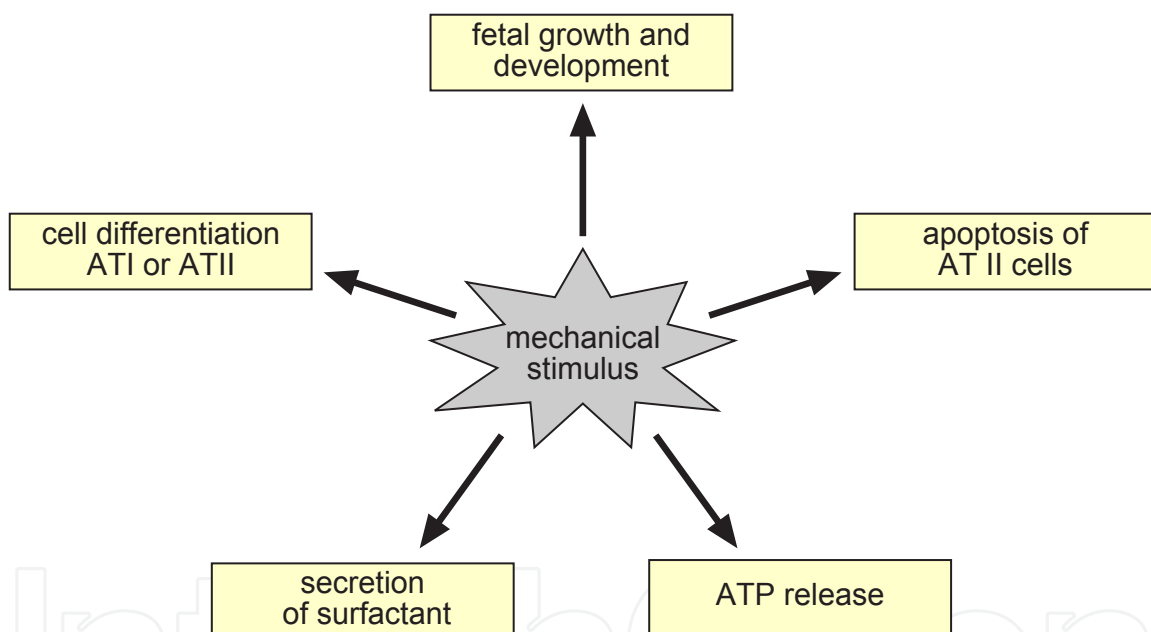 fetal growth and
development
cell differentiation
ATI or ATII
apoptosis of
AT II cells
mechanical
stimulus
secretion
of surfactant
ATP release